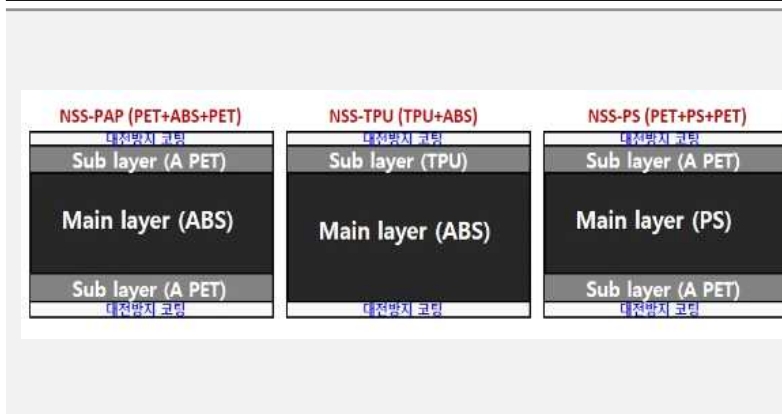 NSS-PAP (PET+ABS+PET)
대전방지 코팅
Sub layer (A PET)
Main layer (ABS)
Sub layer (A PET)
대전방지 코팅
NSS-TPU (TPU+ABS)
대전방지 코팅
Sub layer (TPU)
Main layer (ABS)
대전방지 코팅
NSS-PS (PET+PS+PET)
대전방지 코팅
Sub layer (A PET)
Main layer (PS)
Sub layer (A PET)
대전방지 코팅